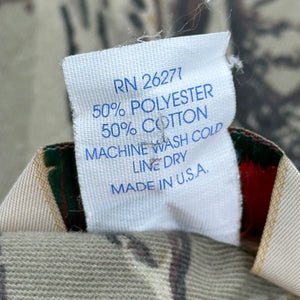 RN 26271
50% POLYESTER
50% COTTON
MACHINE WASH COLD
LINE DRY
MADE IN U.S.A.